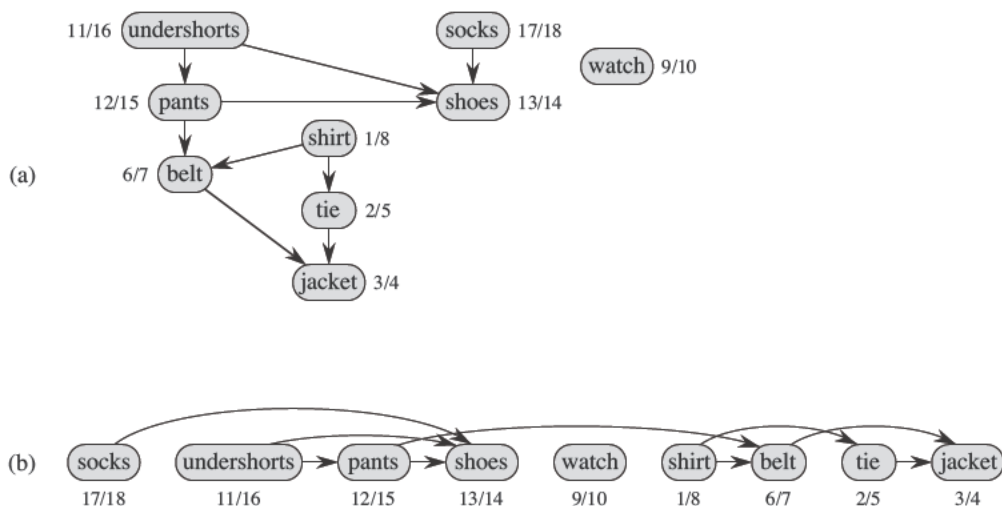 11/16 undershorts socks 17/18
watch 9/10
12/15 pants shoes 13/14
shirt 1/8
(a) 6/7 belt
tie 2/5
jacket 3/4
(b) socks undershorts pants shoes watch shirt belt tie jacket
17/18 11/16 12/15 13/14 9/10 1/8 6/7 2/5 3/4